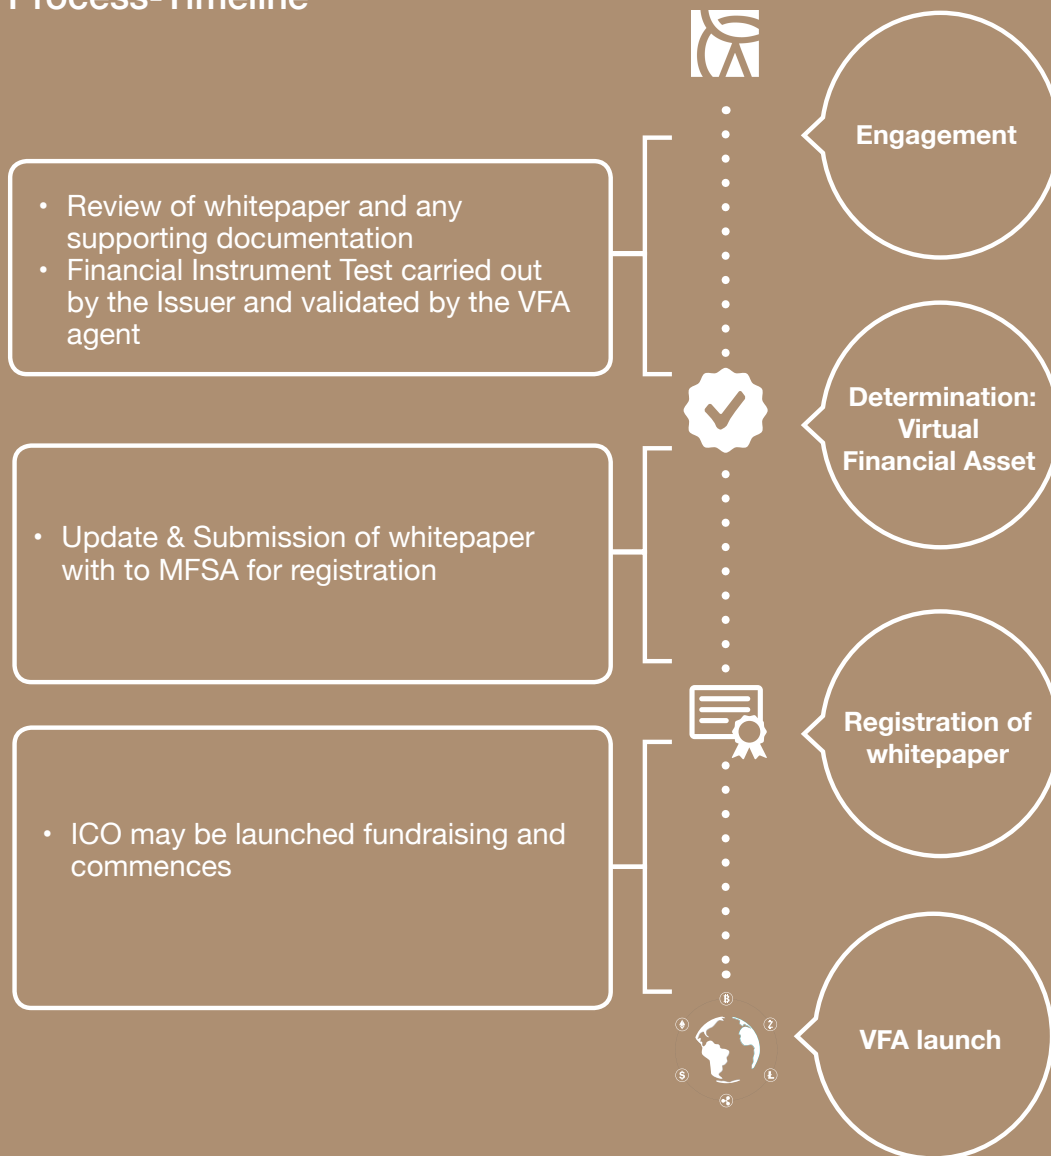 Process-Timeline
Engagement
• Review of whitepaper and any
supporting documentation
• Financial Instrument Test carried out
by the Issuer and validated by the VFA
agent
Determination:
Virtual
Financial Asset
• Update & Submission of whitepaper
with to MFSA for registration
Registration of
whitepaper
• ICO may be launched fundraising and
commences
VFA launch